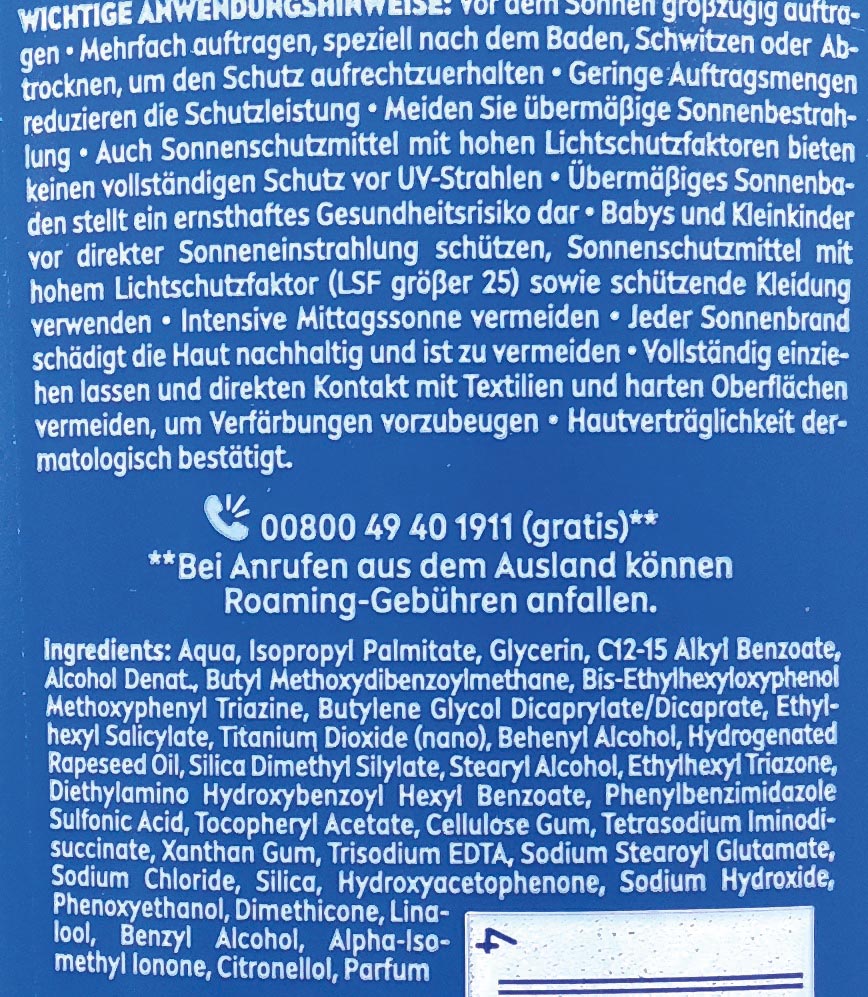 WICHTIGE ANWENDUNGSHINWEISE: Vor dem Sonnen großzügig auftra-
gen • Mehrfach auftragen, speziell nach dem Baden, Schwitzen oder Ab-
trocknen, um den Schutz aufrechtzuerhalten • Geringe Auftragsmengen
reduzieren die Schutzleistung • Meiden Sie übermäßige Sonnenbestrah-
lung • Auch Sonnenschutzmittel mit hohen Lichtschutzfaktoren bieten
keinen vollständigen Schutz vor UV-Strahlen • Übermäßiges Sonnenba-
den stellt ein ernsthaftes Gesundheitsrisiko dar • Babys und Kleinkinder
vor direkter Sonneneinstrahlung schützen, Sonnenschutzmittel mit
hohem Lichtschutzfaktor (LSF größer 25) sowie schützende Kleidung
verwenden • Intensive Mittagssonne vermeiden • Jeder Sonnenbrand
schädigt die Haut nachhaltig und ist zu vermeiden • Vollständig einzie-
hen lassen und direkten Kontakt mit Textilien und harten Oberflächen
vermeiden, um Verfärbungen vorzubeugen • Hautverträglichkeit der-
matologisch bestätigt.
00800 49 40 1911 (gratis)**
**Bei Anrufen aus dem Ausland können
Roaming-Gebühren anfallen.
Ingredients: Aqua, Isopropyl Palmitate, Glycerin, C12-15 Alkyl Benzoate,
Alcohol Denat., Butyl Methoxydibenzoylmethane, Bis-Ethylhexyloxyphenol
Methoxyphenyl Triazine, Butylene Glycol Dicaprylate/Dicaprate, Ethyl-
hexyl Salicylate, Titanium Dioxide (nano), Behenyl Alcohol, Hydrogenated
Rapeseed Oil, Silica Dimethyl Silylate, Stearyl Alcohol, Ethylhexyl Triazone,
Diethylamino Hydroxybenzoyl Hexyl Benzoate, Phenylbenzimidazole
Sulfonic Acid, Tocopheryl Acetate, Cellulose Gum, Tetrasodium Iminodi-
succinate, Xanthan Gum, Trisodium EDTA, Sodium Stearoyl Glutamate,
Sodium Chloride, Silica, Hydroxyacetophenone, Sodium Hydroxide,
Phenoxyethanol, Dimethicone, Lina-
lool, Benzyl Alcohol, Alpha-Iso-
methyl Ionone, Citronellol, Parfum
4